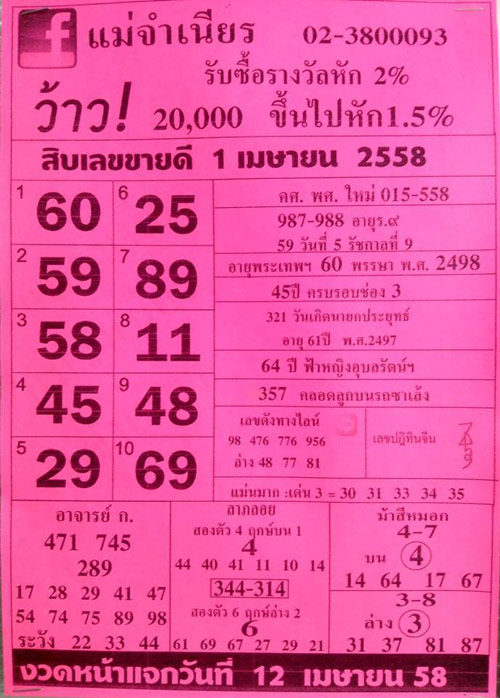 f แม่จำเนียร 02-3800093
รับซื้อรางวัลหัก 2%
ว้าว! 20,000 ขึ้นไปหัก1.5%
สิบเลขขายดี 1 เมษายน 2558
1 60 6 25
2 59 7 89
3 58 8 11
4 45 9 48
5 29 10 69
คศ. พศ. ใหม่ 015-558
987-988 อายุร.๙
59 วันที่ 5 รัชกาลที่ 9
อายุพระเทพฯ 60 พรรษา พ.ศ. 2498
45ปี ครบรอบช่อง 3
321 วันเกิดนายกประยุทธ์
อายุ 61ปี พ.ศ.2497
64 ปี ฟ้าหญิงอุบลรัตน์ฯ
357 คลอดลูกบนรถซาเล้ง
เลขดังทางไลน์
98 476 776 956
ล่าง 48 77 81
เลขปฎิทินจีน
แม่นมาก :เด่น 3 = 30 31 33 34 35
อาจารย์ ก.
471 745
289
17 28 29 41 47
54 74 75 89 98
ระวัง 22 33 44
ลาภลอย
สองตัว 4 ฤกษ์บน 1
4
44 40 41 11 10 14
344-314
สองตัว 6 ฤกษ์ล่าง 2
6
61 69 67 27 29 21
ม้าสีหมอก
4-7
บน 4
14 64 17 67
3-8
ล่าง 3
31 37 81 87
งวดหน้าแจกวันที่ 12 เมษายน 58